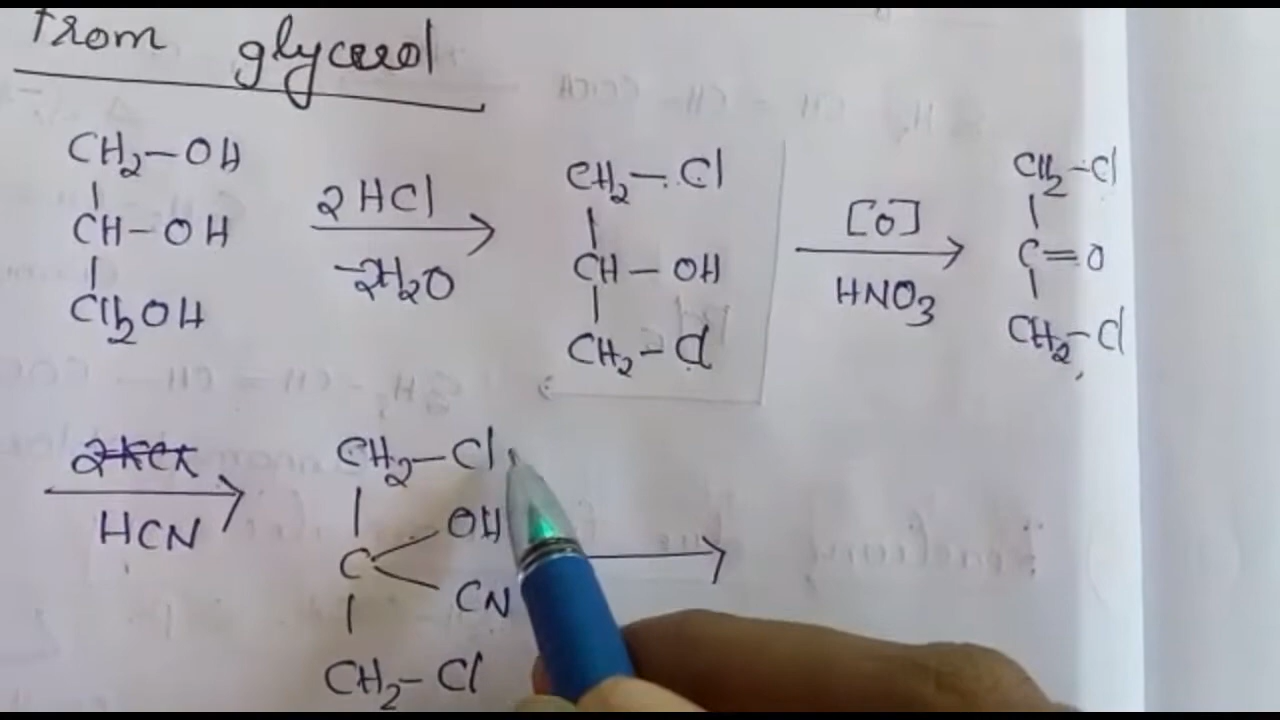 from glycerol
CH2-OH
CH-OH
CH2OH
2HCl
-2H2O
CH2-Cl
CH-OH
CH2-Cl
[O]
HNO3
CH2-Cl
C=O
CH2-Cl
HCN
CH2-Cl
OH
C
CN
CH2-Cl